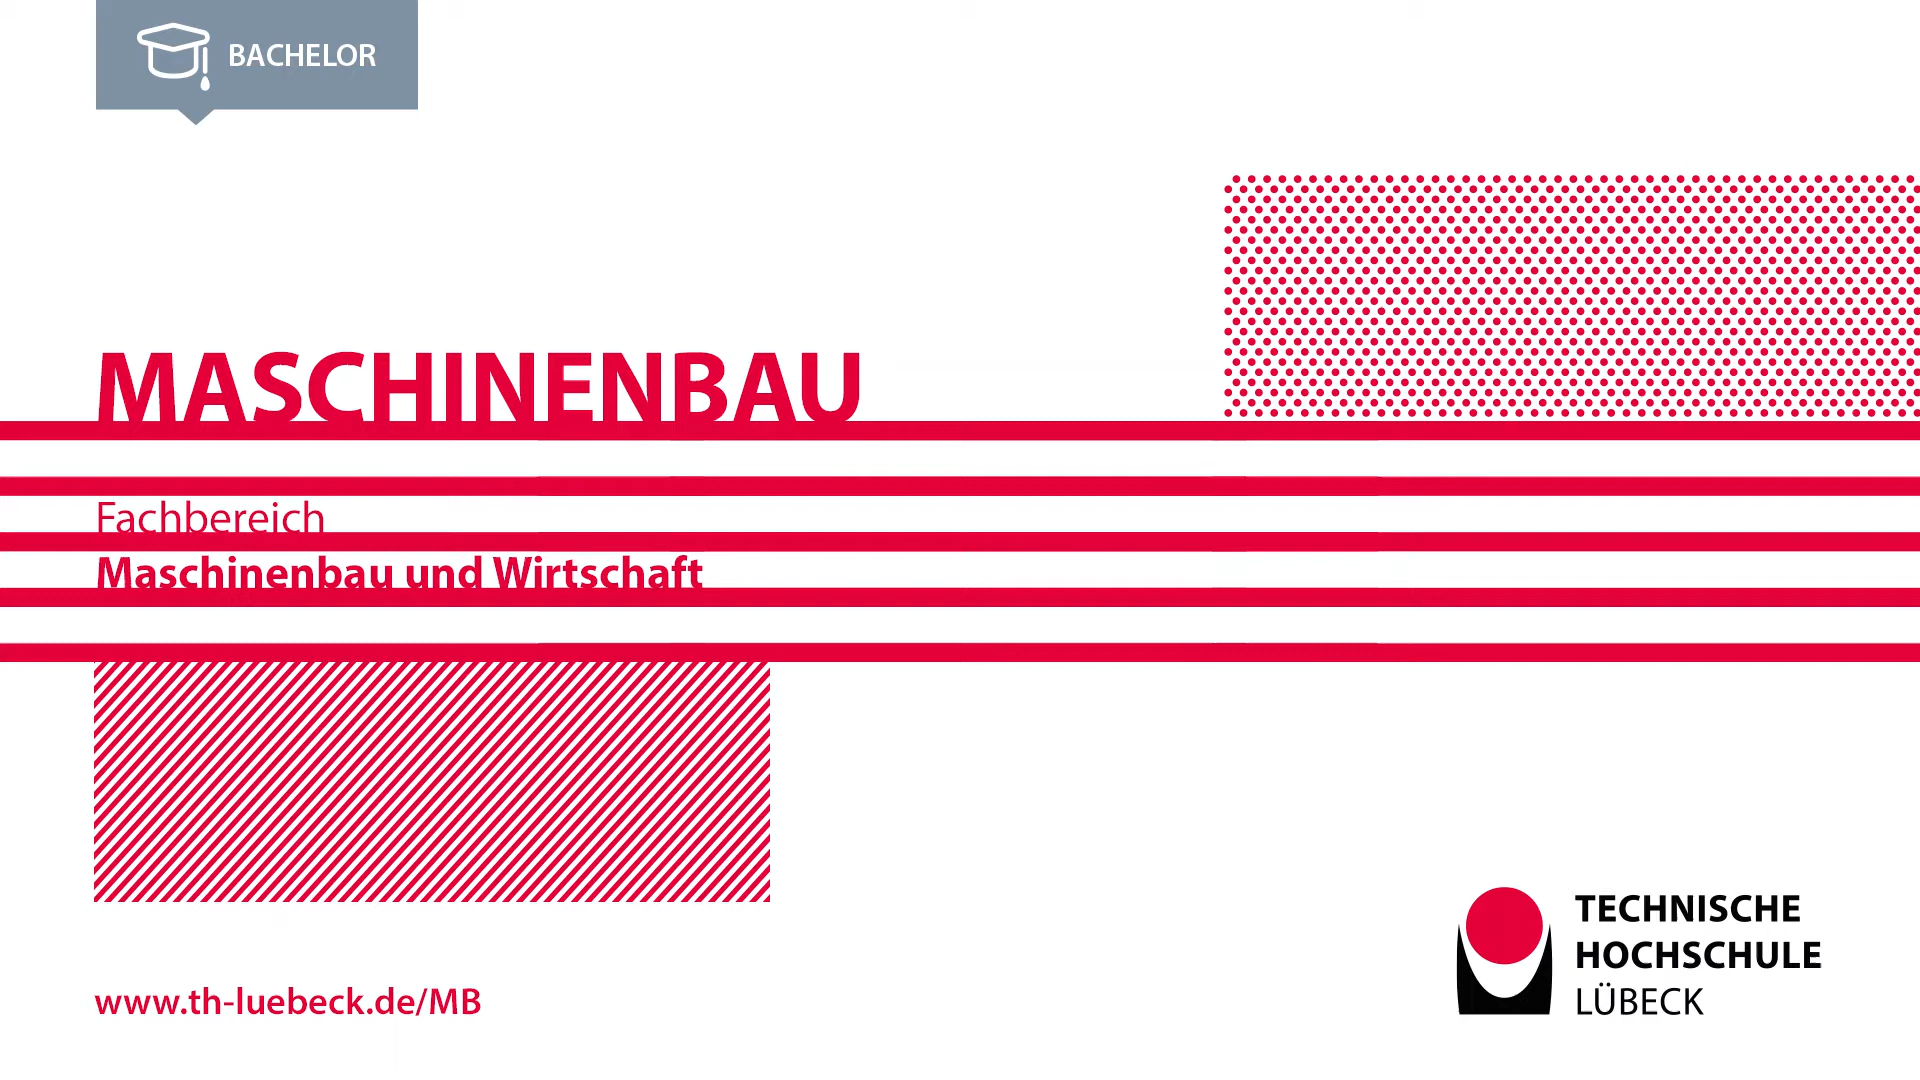 BACHELOR
MASCHINENBAU
Fachbereich
Maschinenbau und Wirtschaft
www.th-luebeck.de/MB
TECHNISCHE
HOCHSCHULE
LÜBECK